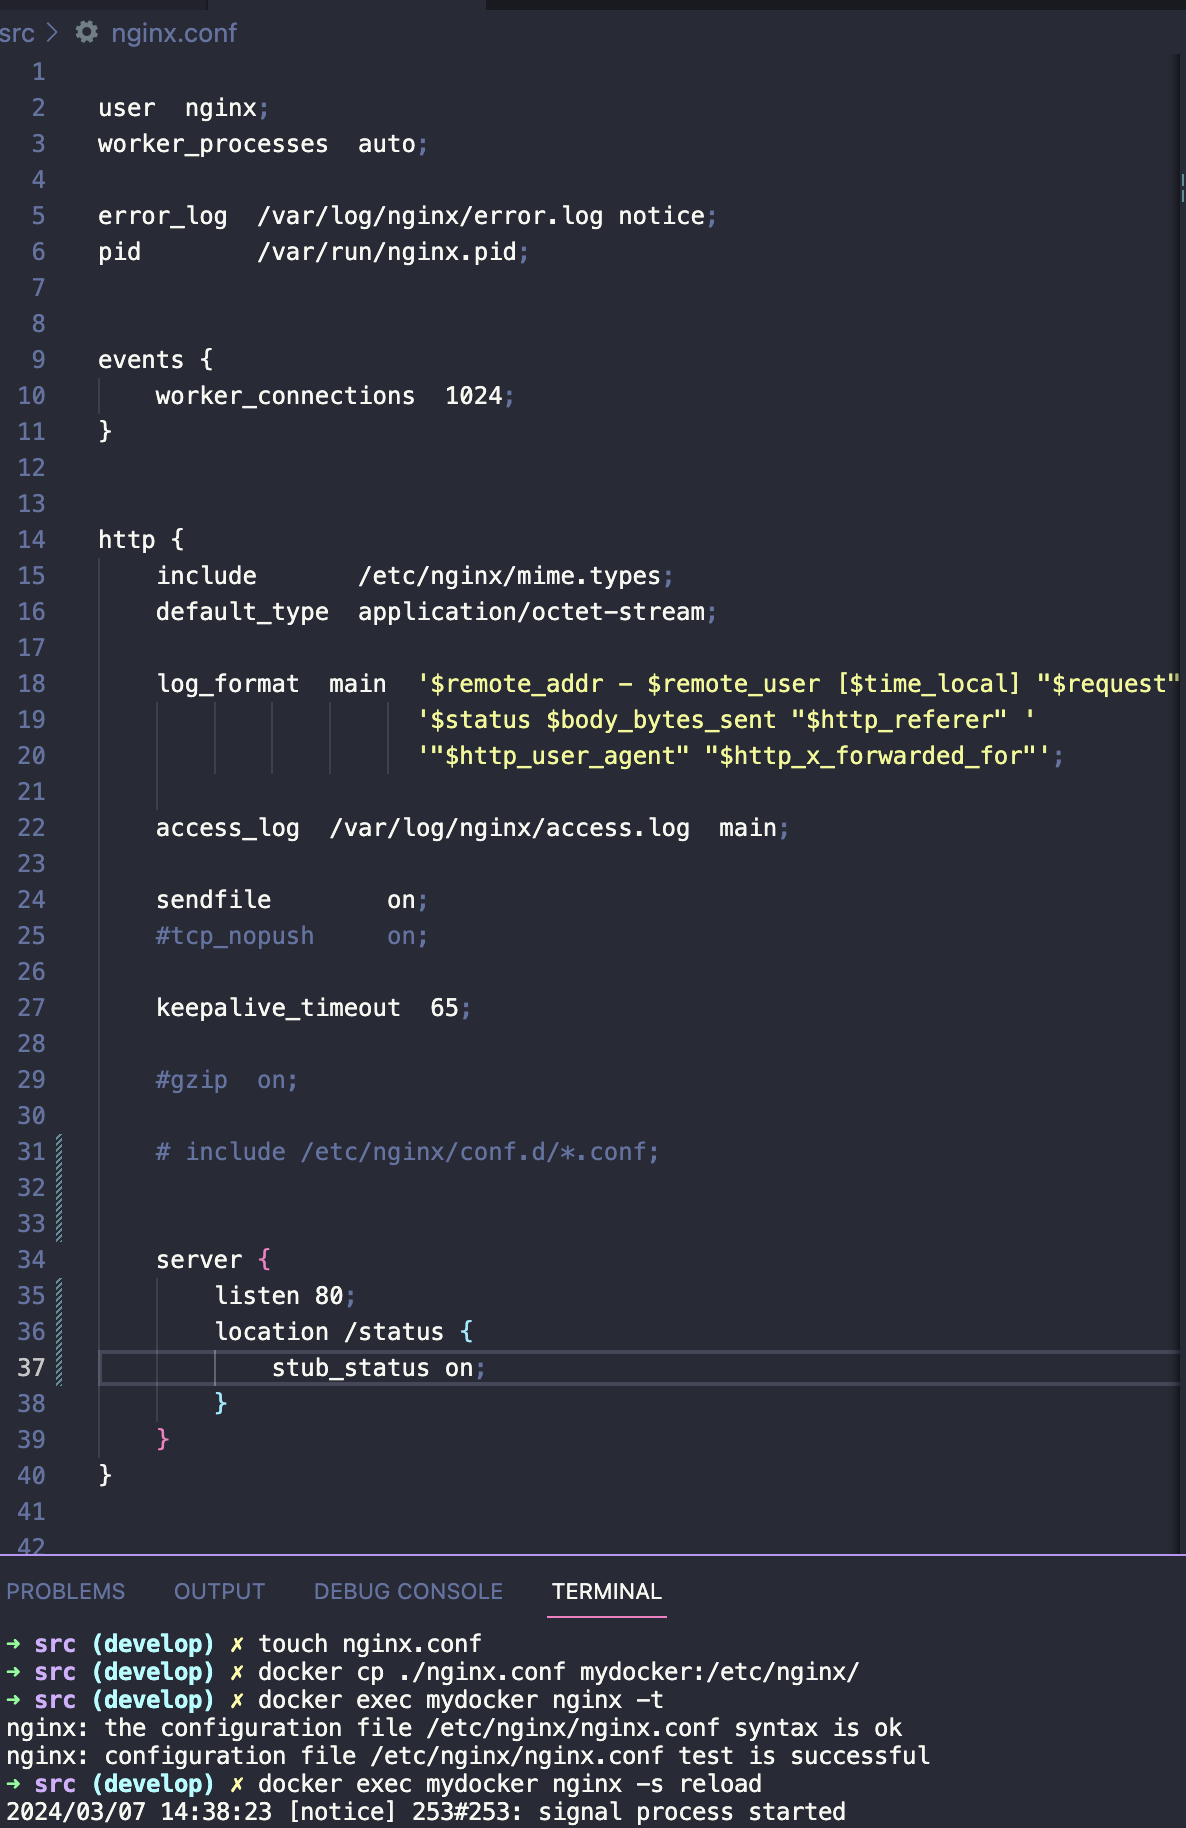 src > nginx.conf
1
2 user  nginx;
3 worker_processes  auto;
4
5 error_log  /var/log/nginx/error.log notice;
6 pid        /var/run/nginx.pid;
7
8
9 events {
10     worker_connections  1024;
11 }
12
13
14 http {
15     include       /etc/nginx/mime.types;
16     default_type  application/octet-stream;
17
18     log_format  main  '$remote_addr - $remote_user [$time_local] "$request"
19                       '$status $body_bytes_sent "$http_referer" '
20                       '"$http_user_agent" "$http_x_forwarded_for"';
21
22     access_log  /var/log/nginx/access.log  main;
23
24     sendfile        on;
25     #tcp_nopush     on;
26
27     keepalive_timeout  65;
28
29     #gzip  on;
30
31     # include /etc/nginx/conf.d/*.conf;
32
33
34     server {
35         listen 80;
36         location /status {
37             stub_status on;
38         }
39     }
40 }
41
42
PROBLEMS OUTPUT DEBUG CONSOLE TERMINAL
➜ src (develop) ✗ touch nginx.conf
➜ src (develop) ✗ docker cp ./nginx.conf mydocker:/etc/nginx/
➜ src (develop) ✗ docker exec mydocker nginx -t
nginx: the configuration file /etc/nginx/nginx.conf syntax is ok
nginx: configuration file /etc/nginx/nginx.conf test is successful
➜ src (develop) ✗ docker exec mydocker nginx -s reload
2024/03/07 14:38:23 [notice] 253#253: signal process started